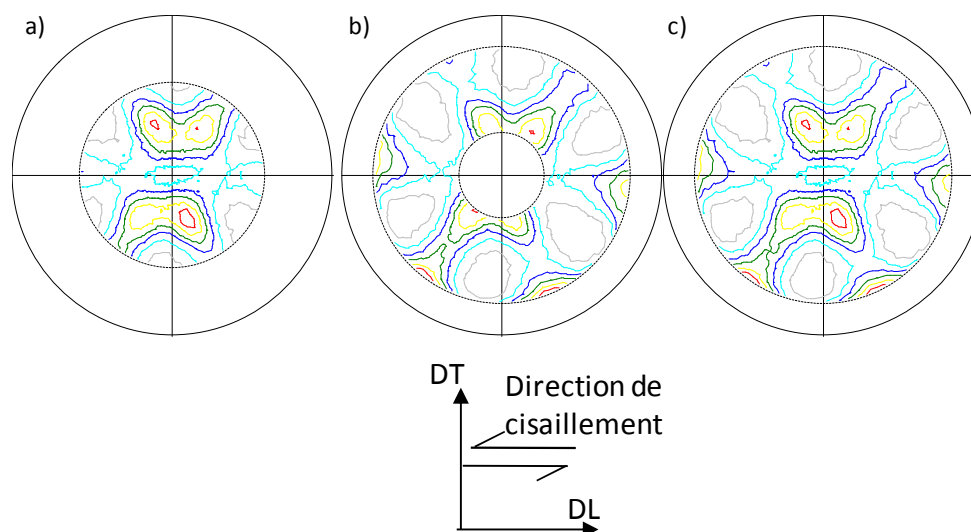 a)
b)
c)
DT
Direction de
cisaillement
DL